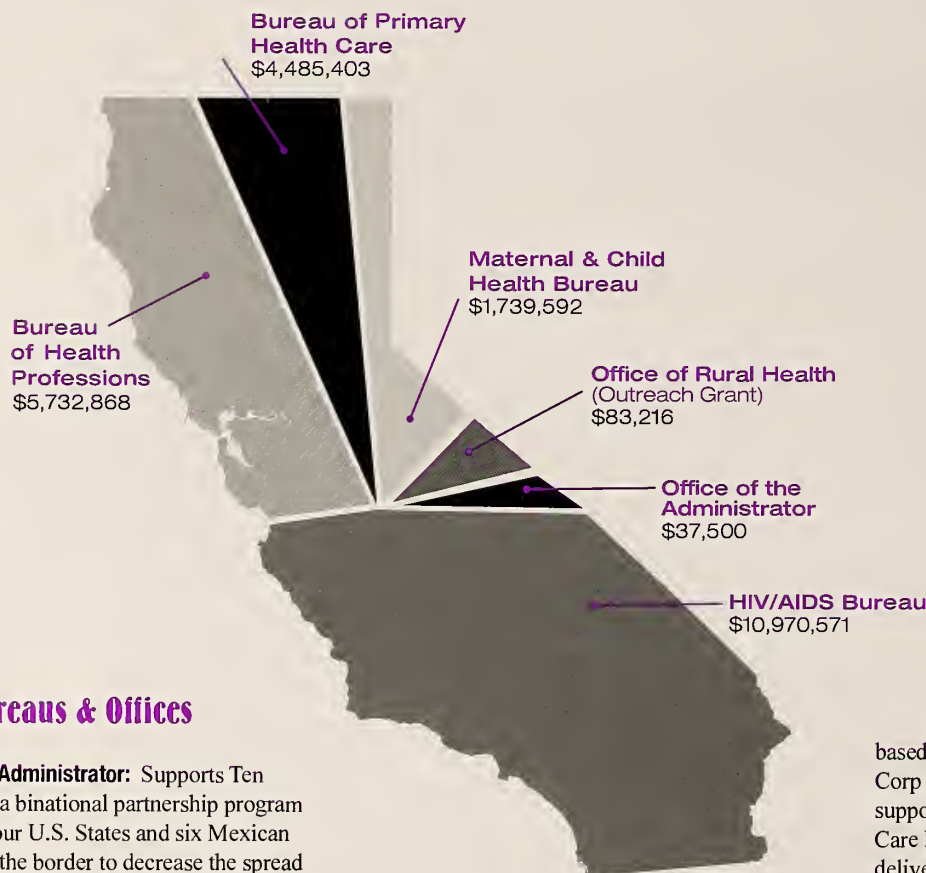 Bureau of Primary
Health Care
$4,485,403
Maternal & Child
Health Bureau
$1,739,592
Bureau
of Health
Professions
$5,732,868
Office of Rural Health
(Outreach Grant)
$83,216
Office of the
Administrator
$37,500
HIV/AIDS Bureau
$10,970,571
reaus & Offices
Administrator: Supports Ten
a binational partnership program
our U.S. States and six Mexican
the border to decrease the spread
based
Corp
suppo
Care
delive